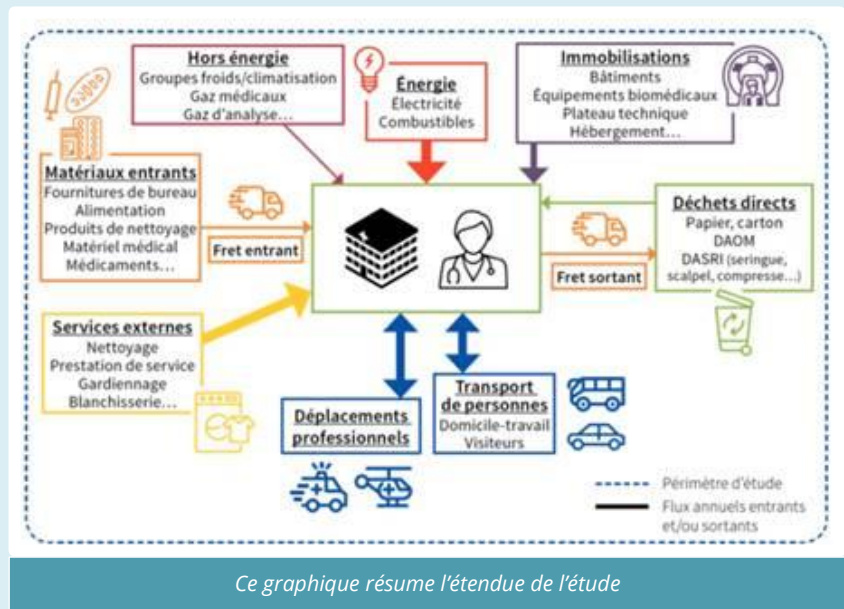 Hors énergie
Groupes froids/climatisation
Gaz médicaux
Gaz d'analyse...
Énergie
Électricité
Combustibles
Immobilisations
Bâtiments
Équipements biomédicaux
Plateau technique
Hébergement...
Matériaux entrants
Fournitures de bureau
Alimentation
Produits de nettoyage
Matériel médical
Médicaments...
Fret entrant
Fret sortant
Déchets directs
Papier, carton
DAOM
DASRI (seringue,
scalpel, compresse...)
Services externes
Nettoyage
Prestation de service
Gardiennage
Blanchisserie...
Déplacements
professionnels
Transport
de personnes
Domicile-travail
Visiteurs
Périmètre d'étude
Flux annuels entrants
et/ou sortants
Ce graphique résume l'étendue de l'étude